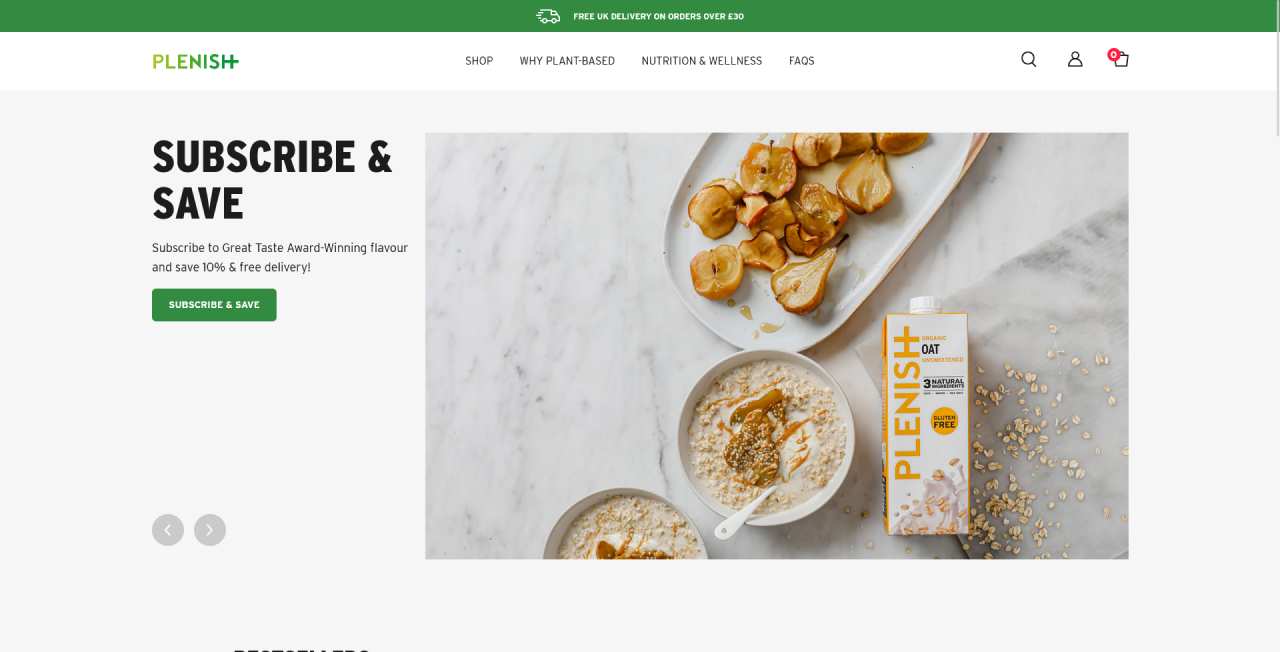 FREE UK DELIVERY ON ORDERS OVER £30
PLENISH
SHOP
WHY PLANT-BASED
NUTRITION & WELLNESS
FAQS
0
SUBSCRIBE &
SAVE
Subscribe to Great Taste Award-Winning flavour
and save 10% & free delivery!
SUBSCRIBE & SAVE
PLENISH
ORGANIC
OAT
UNSWEETENED
3 NATURAL
INGREDIENTS
GLUTEN
FREE
BESTSELLERS